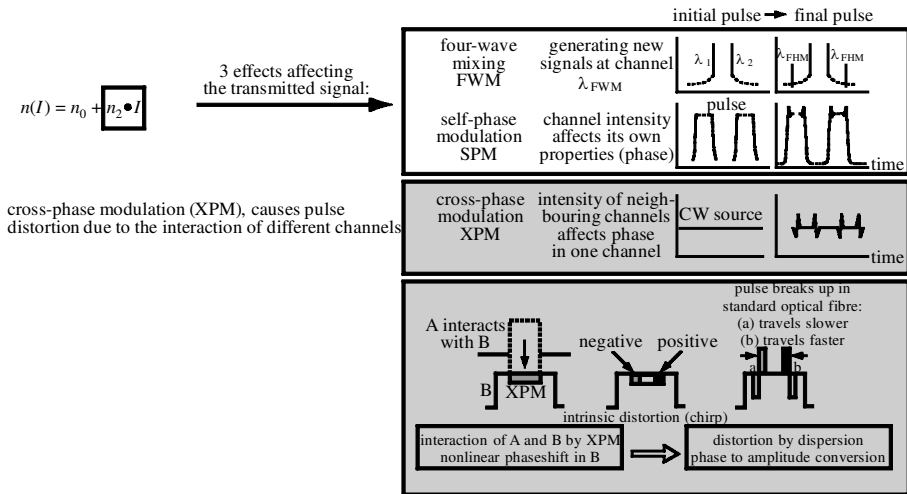 initial pulse → final pulse
n(I) = n0 + n2 • I
3 effects affecting
the transmitted signal:
four-wave
mixing
FWM
generating new
signals at channel
λFWM
λ1
λ2
λFHM
λFHM
self-phase
modulation
SPM
channel intensity
affects its own
properties (phase)
pulse
time
cross-phase modulation (XPM), causes pulse
distortion due to the interaction of different channels
cross-phase
modulation
XPM
intensity of neigh-
bouring channels
affects phase
in one channel
CW source
time
A interacts
with B
B
XPM
negative
positive
intrinsic distortion (chirp)
pulse breaks up in
standard optical fibre:
(a) travels slower
(b) travels faster
a
b
interaction of A and B by XPM
nonlinear phaseshift in B
distortion by dispersion
phase to amplitude conversion